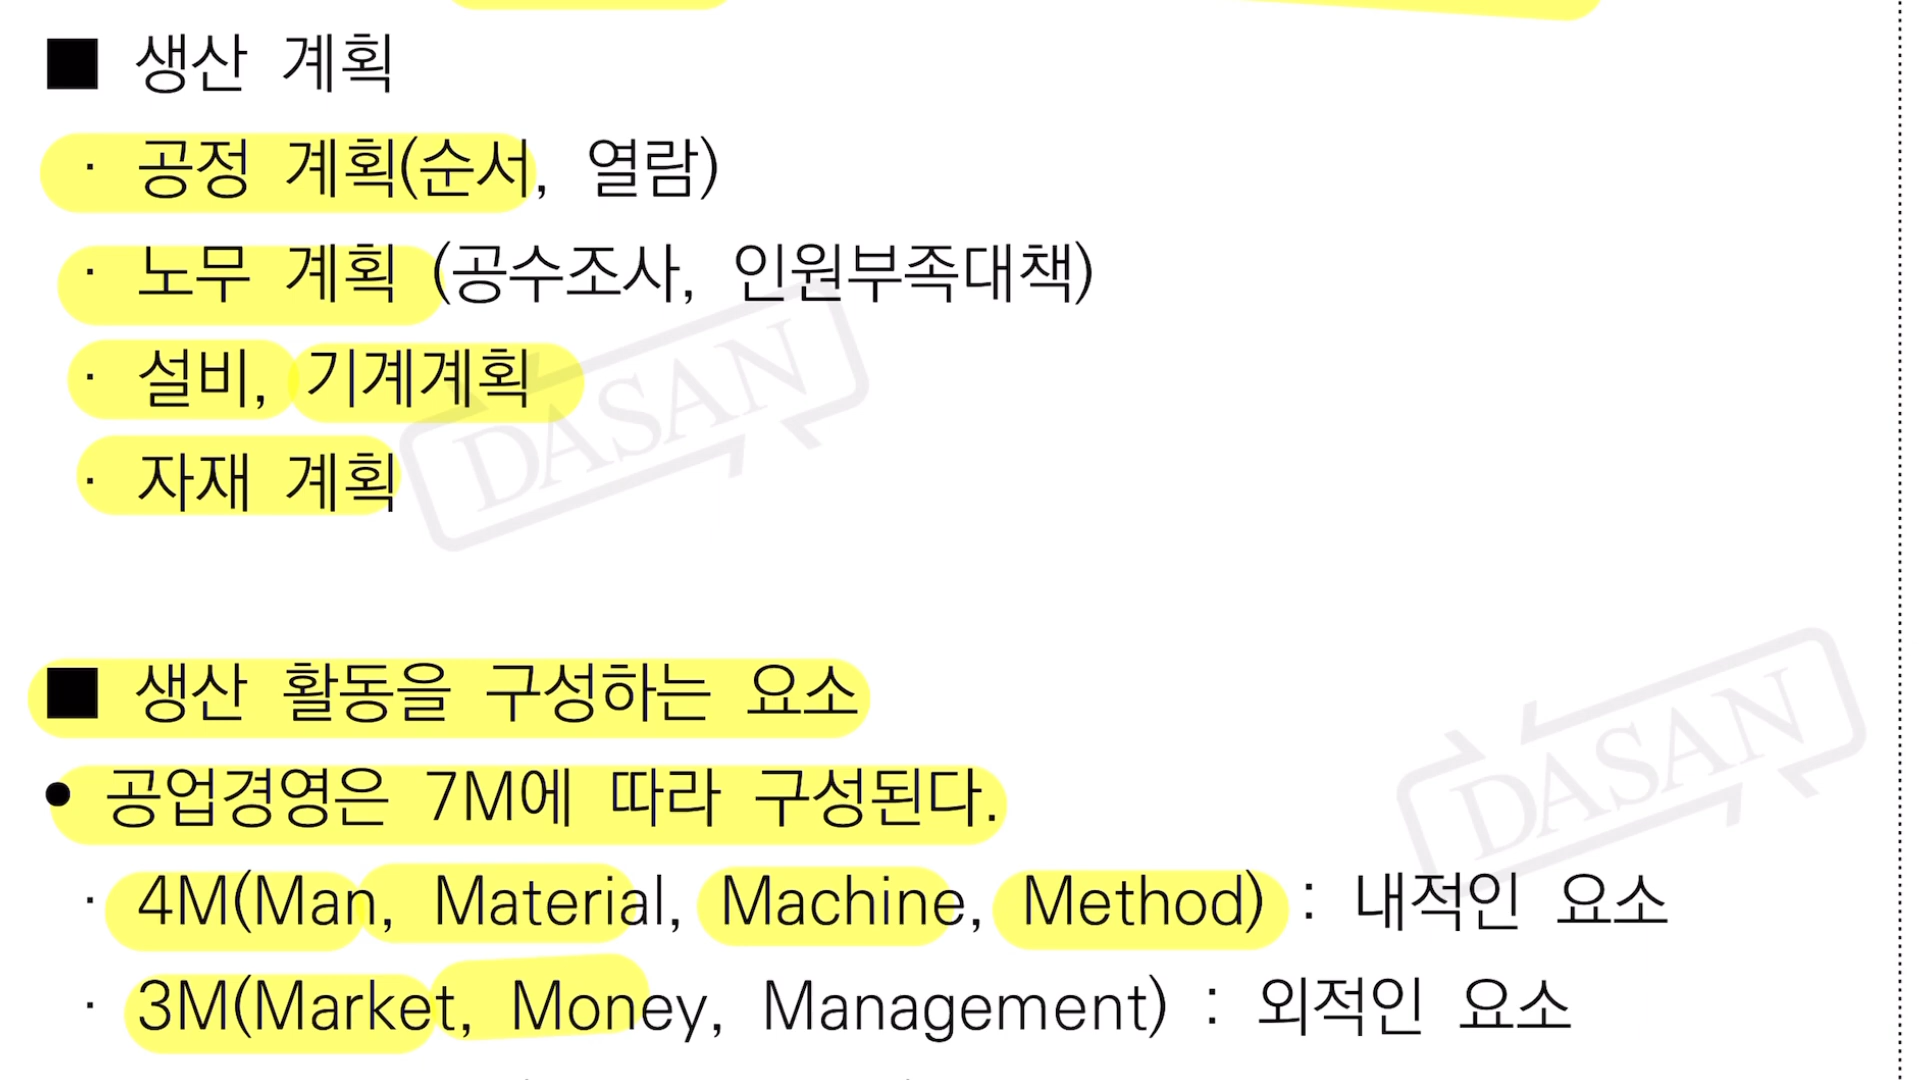 ■ 생산 계획
· 공정 계획(순서, 열람)
· 노무 계획 (공수조사, 인원부족대책)
· 설비, 기계계획
· 자재 계획
DASAN
■ 생산 활동을 구성하는 요소
DASAN
• 공업경영은 7M에 따라 구성된다.
· 4M(Man, Material, Machine, Method) : 내적인 요소
· 3M(Market, Money, Management) : 외적인 요소